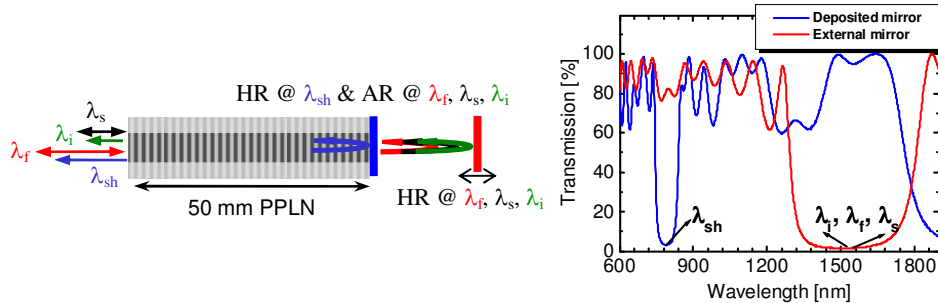 HR @ λsh & AR @ λf, λs, λi
λs
λi
λf
λsh
50 mm PPLN
HR @ λf, λs, λi
Deposited mirror
External mirror
Transmission [%]
100
80
60
40
20
0
λsh
λi, λf, λs
600 900 1200 1500 1800
Wavelength [nm]